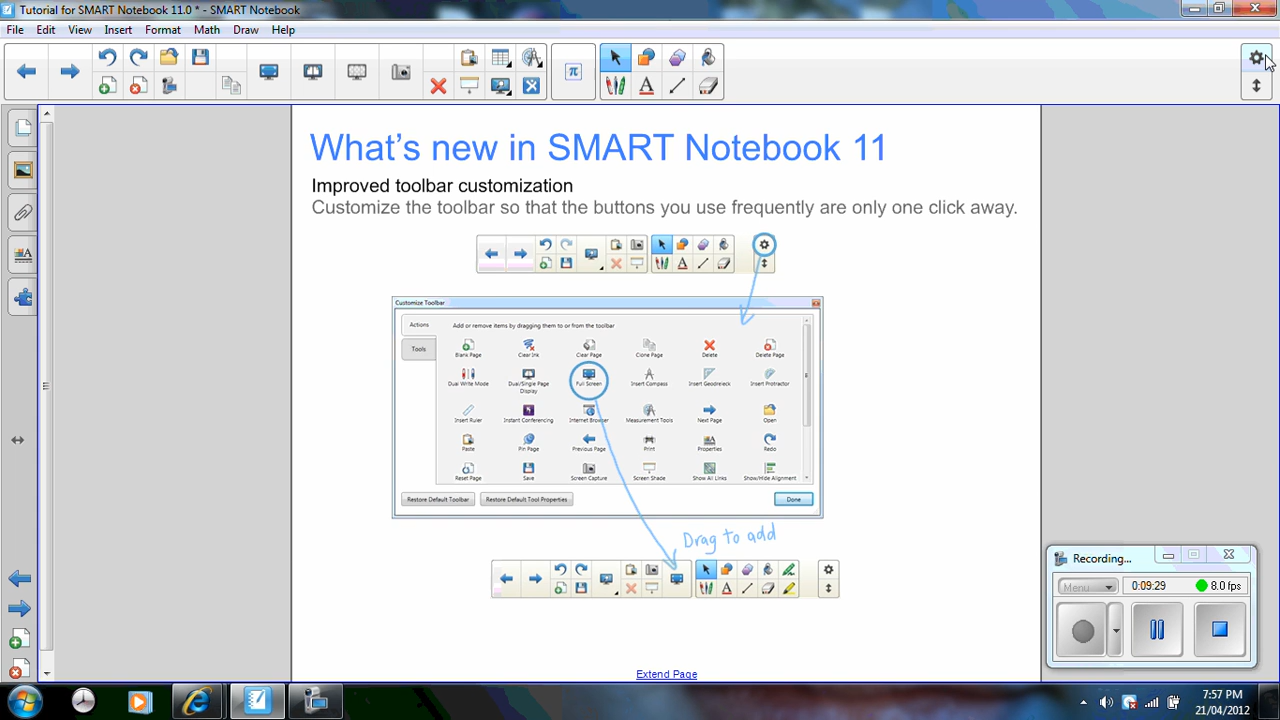 Tutorial for SMART Notebook 11.0 * - SMART Notebook
File Edit View Insert Format Math Draw Help
π
What's new in SMART Notebook 11
Improved toolbar customization
Customize the toolbar so that the buttons you use frequently are only one click away.
Customize Toolbar
Actions
Add or remove items by dragging them to or from the toolbar
Tools
Blank Page Clear Ink Clear Page Clone Page Delete Delete Page
Dual Write Mode Dual/Single Page Display Full Screen Insert Compass Insert Geodreieck Insert Protractor
Insert Ruler Instant Conferencing Internet Browser Measurement Tools Next Page Open
Paste Pin Page Previous Page Print Properties Redo
Reset Page Save Screen Capture Screen Shade Show All Links Show/Hide Alignment
Restore Default Toolbar Restore Default Tool Properties Done
Drag to add
Extend Page
Recording...
Menu 0:09:29 8.0 fps
7:57 PM
21/04/2012